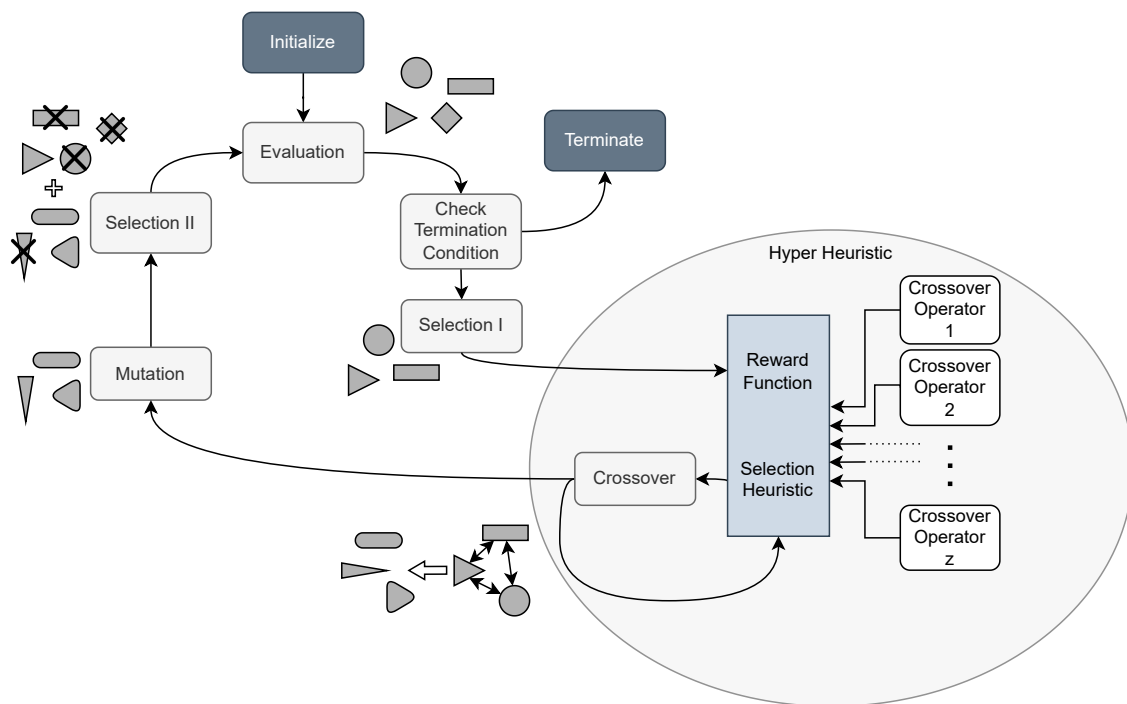 Initialize
Evaluation
Terminate
Selection II
Check
Termination
Condition
Hyper Heuristic
Selection I
Crossover
Operator
1
Reward
Function
Crossover
Operator
2
Mutation
Selection
Heuristic
Crossover
Crossover
Operator
z